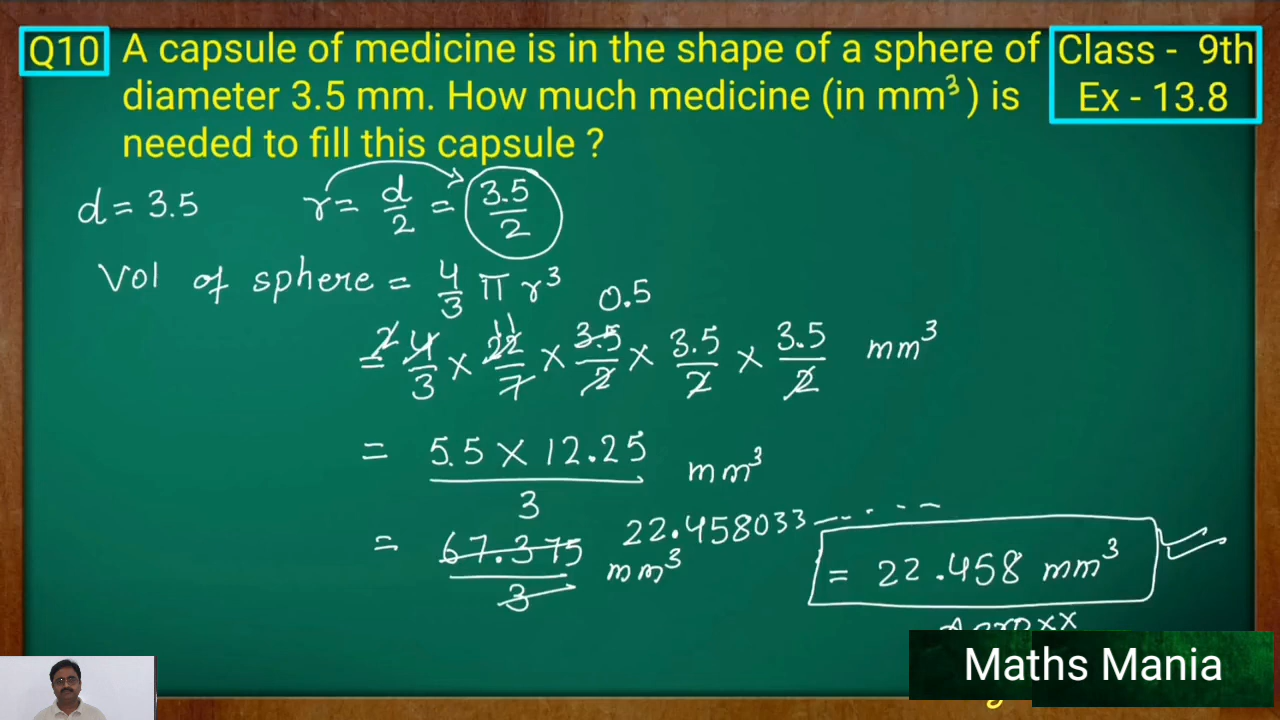 Q10 A capsule of medicine is in the shape of a sphere of
diameter 3.5 mm. How much medicine (in mm³) is
needed to fill this capsule ?
Class - 9th
Ex - 13.8
d = 3.5 r = d/2 = 3.5/2
Vol of sphere = 4/3 π r³
0.5
2 11
= 4/3 × 22/7 × 3.5/2 × 3.5/2 × 3.5/2 mm³
= 5.5 × 12.25 / 3 mm³
22.458033 -------
= 67.375 / 3 mm³
= 22.458 mm³
Maths Mania